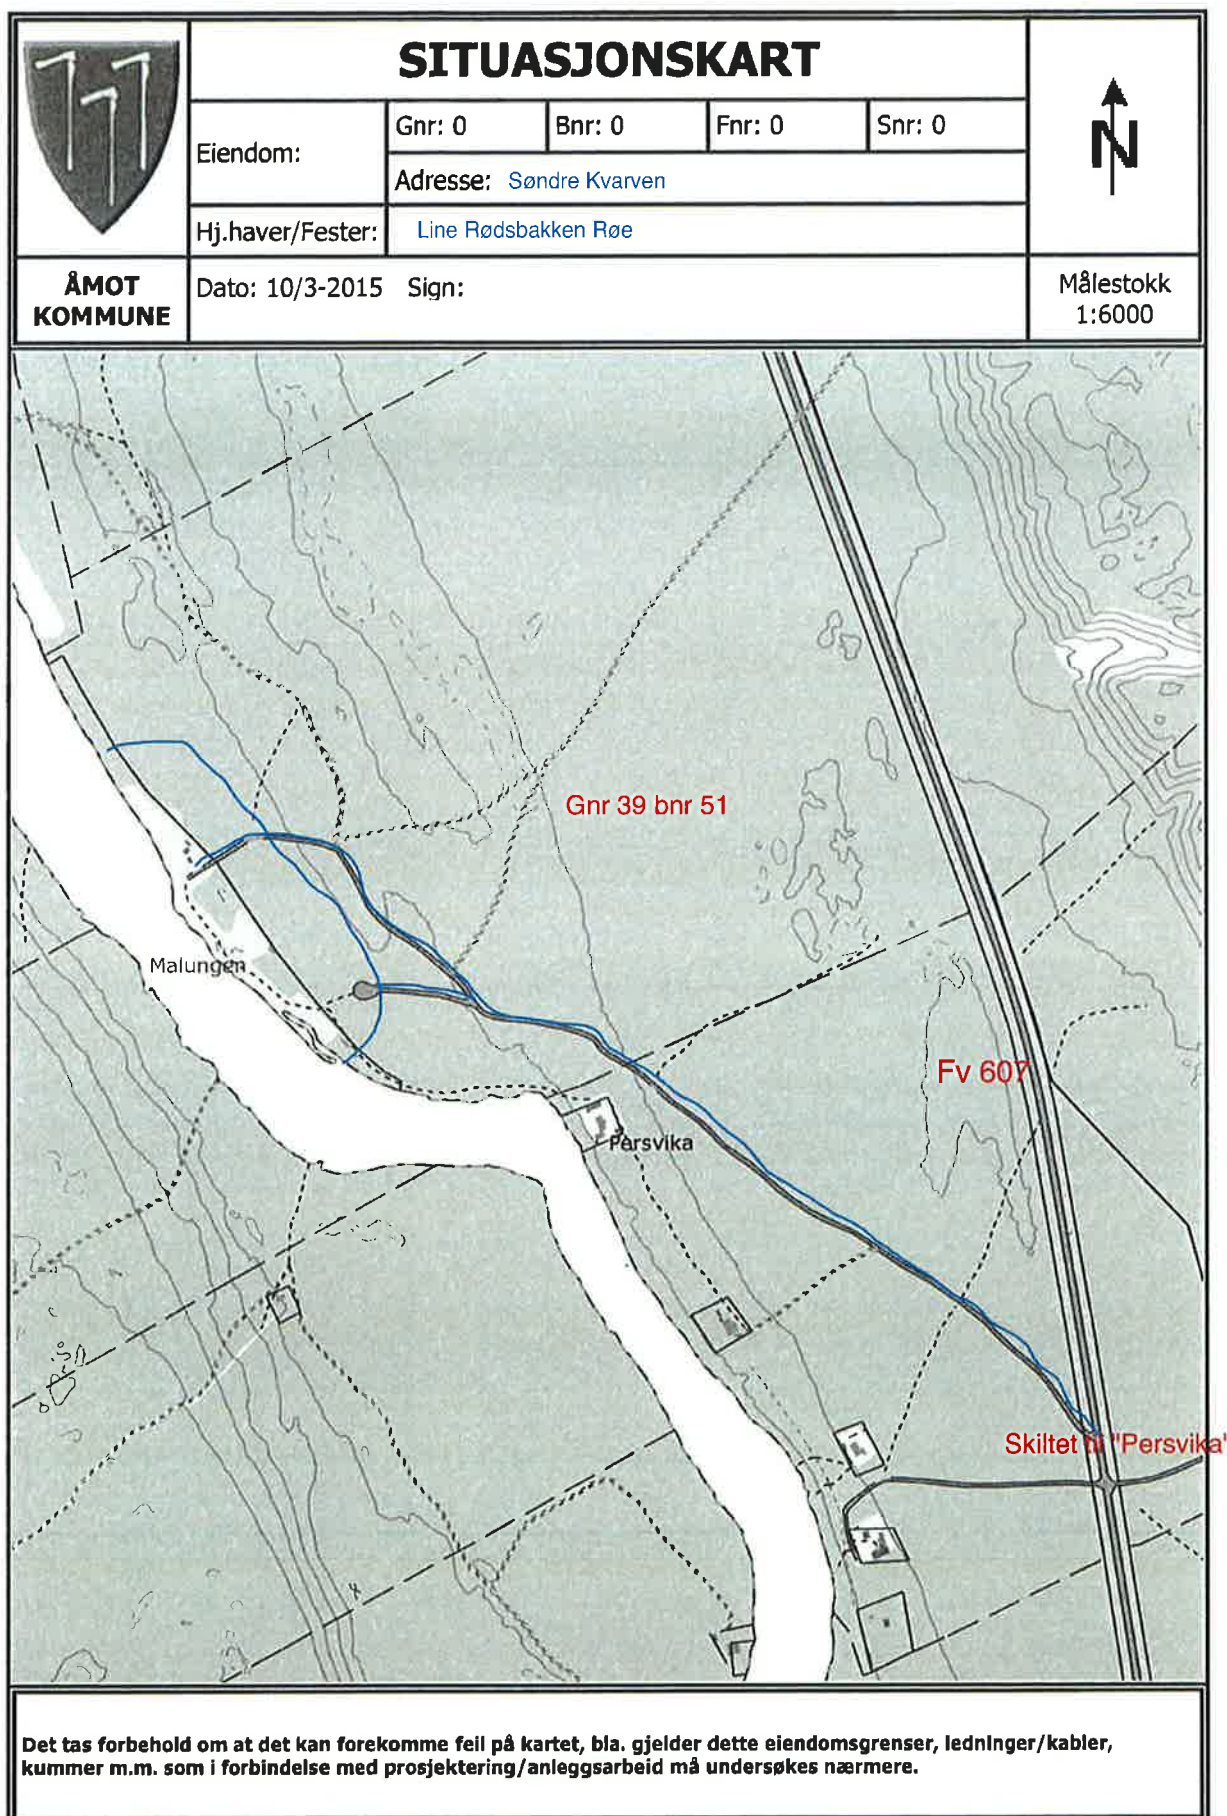 SITUASJONSKART
Eiendom:
Gnr: 0
Bnr: 0
Fnr: 0
Snr: 0
Adresse: Søndre Kvarven
Hj.haver/Fester: Line Rødsbakken Røe
N
ÅMOT
KOMMUNE
Dato: 10/3-2015 Sign:
Målestokk
1:6000
Gnr 39 bnr 51
Malungen
Fv 607
Persvika
Skiltet til "Persvika"
Det tas forbehold om at det kan forekomme feil på kartet, bla. gjelder dette eiendomsgrenser, ledninger/kabler,
kummer m.m. som i forbindelse med prosjektering/anleggsarbeid må undersøkes nærmere.